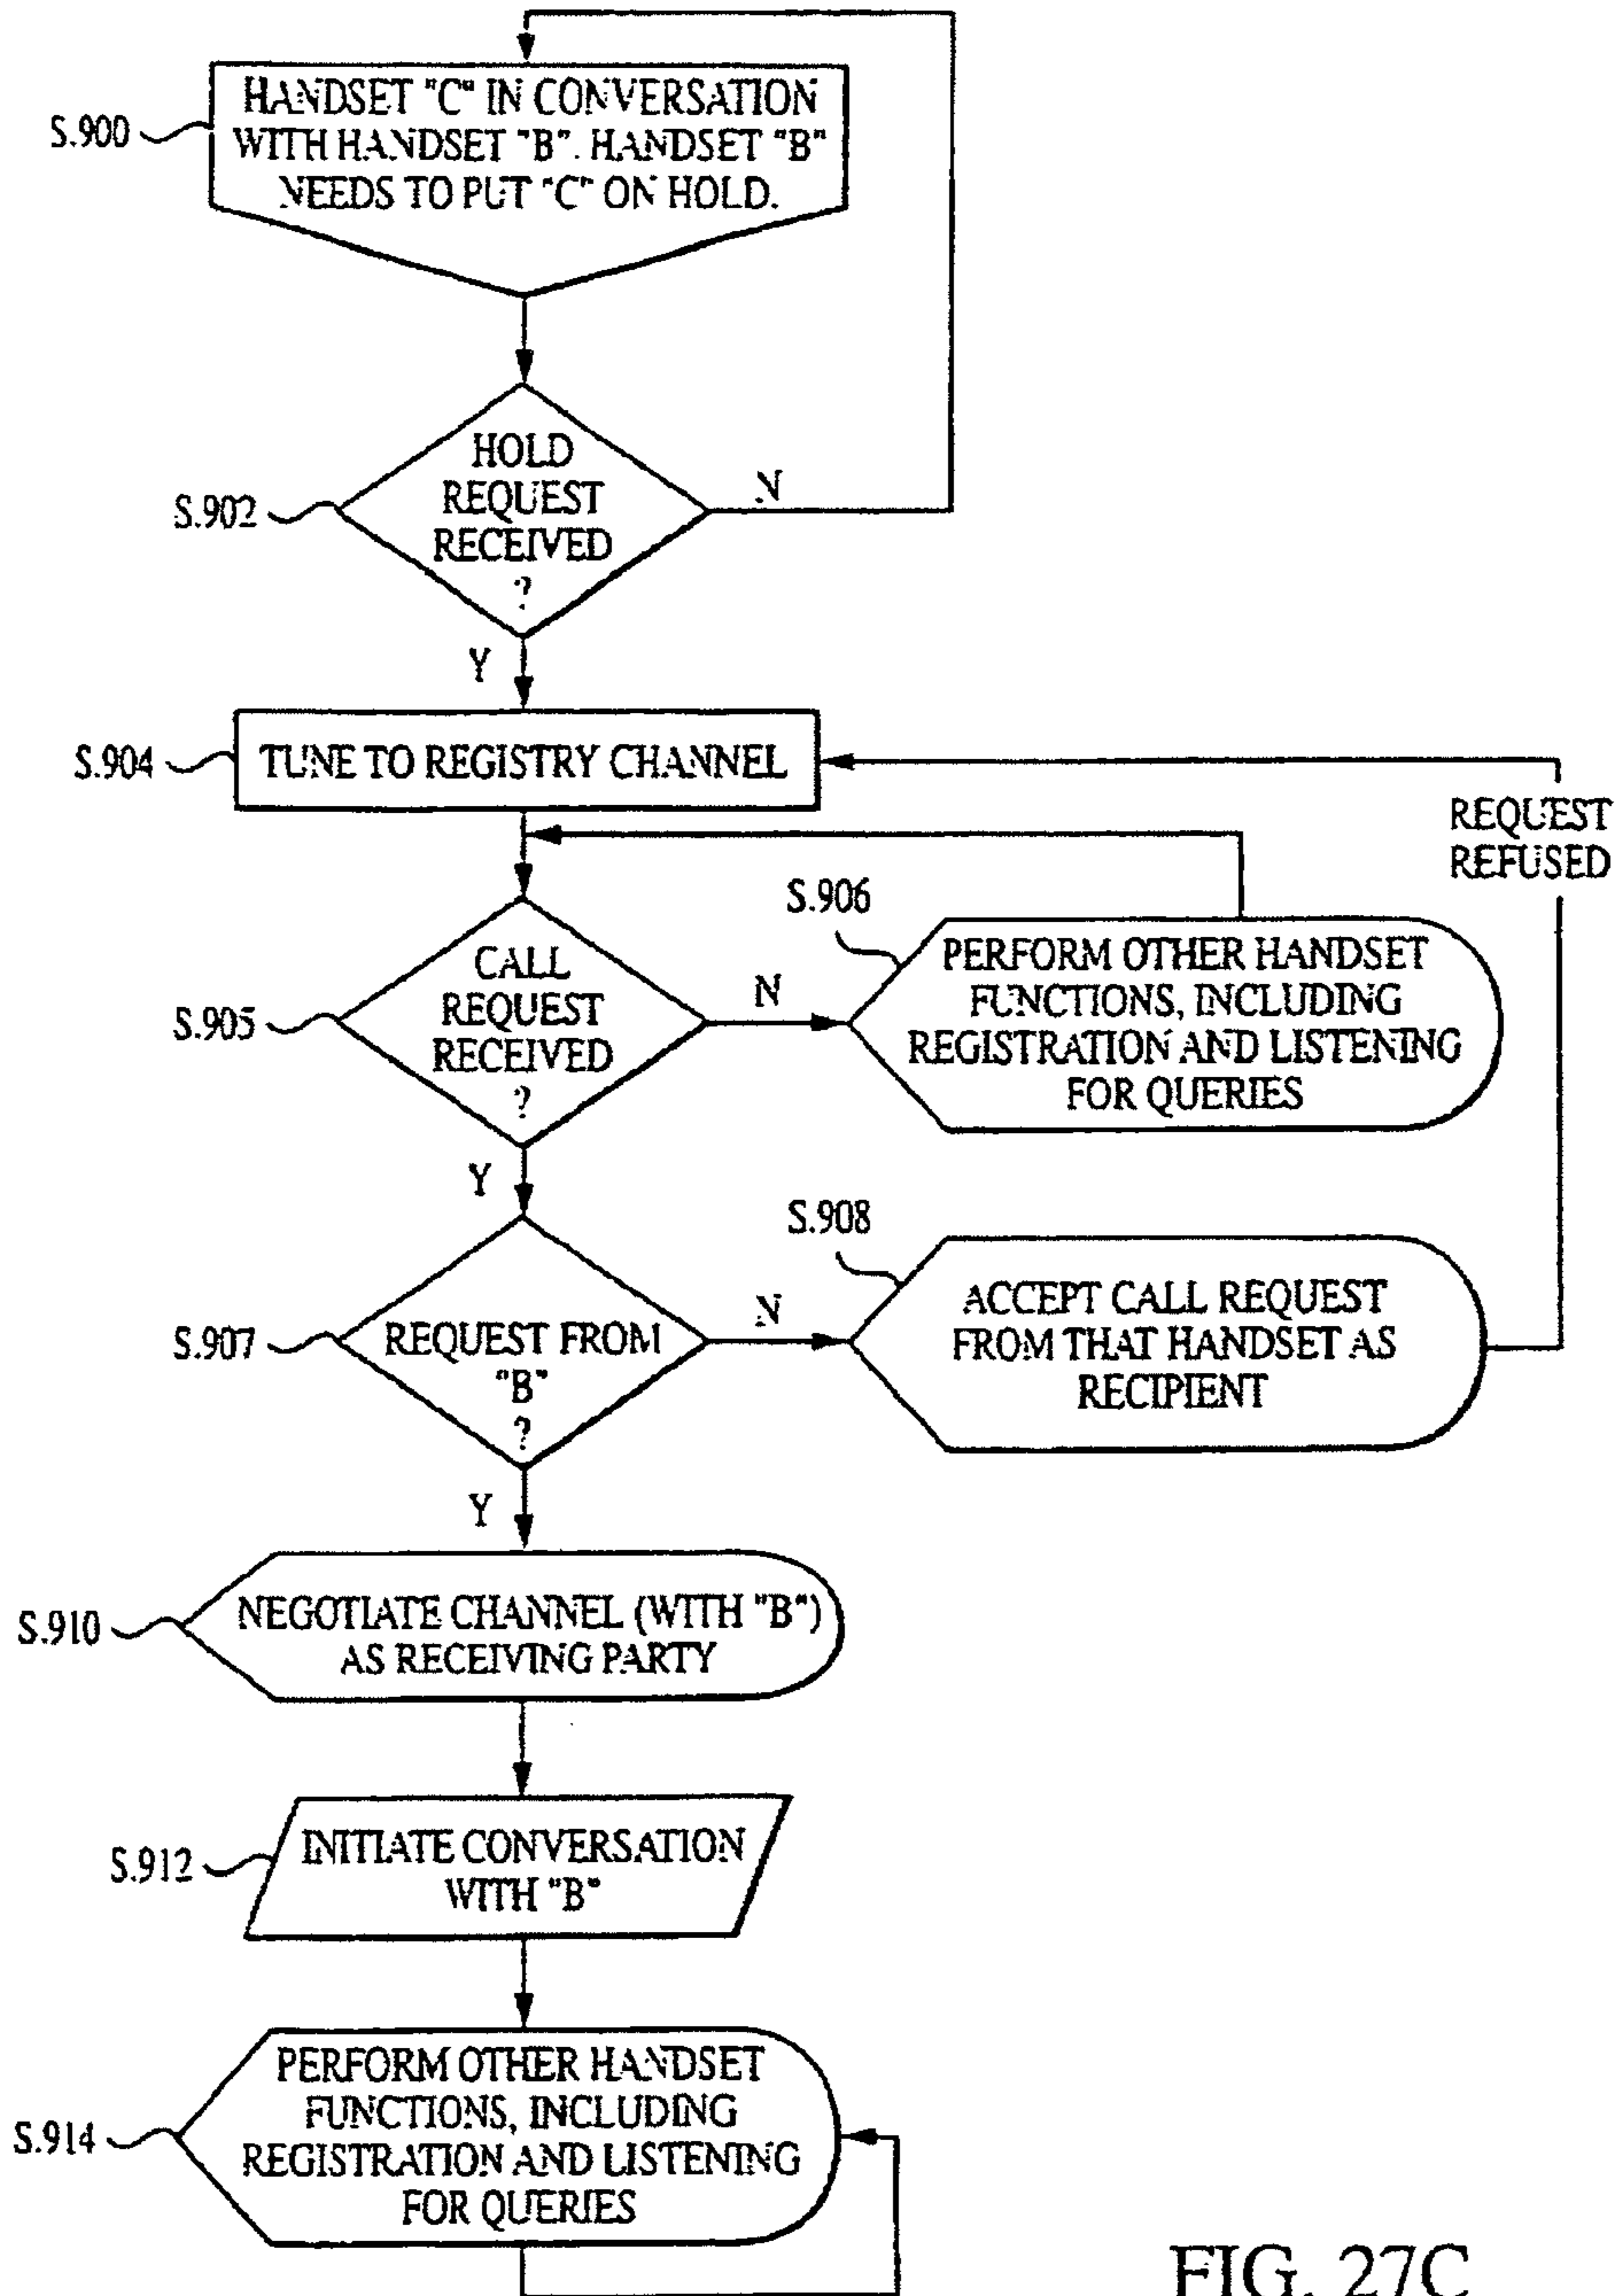 S.900
HANDSET "C" IN CONVERSATION
WITH HANDSET "B". HANDSET "B"
NEEDS TO PUT "C" ON HOLD.
S.902
HOLD
REQUEST
RECEIVED
?
N
Y
S.904
TUNE TO REGISTRY CHANNEL
REQUEST
REFUSED
S.905
CALL
REQUEST
RECEIVED
?
N
S.906
PERFORM OTHER HANDSET
FUNCTIONS, INCLUDING
REGISTRATION AND LISTENING
FOR QUERIES
Y
S.907
REQUEST FROM
"B"
?
N
S.908
ACCEPT CALL REQUEST
FROM THAT HANDSET AS
RECIPIENT
Y
S.910
NEGOTIATE CHANNEL (WITH "B")
AS RECEIVING PARTY
S.912
INITIATE CONVERSATION
WITH "B"
S.914
PERFORM OTHER HANDSET
FUNCTIONS, INCLUDING
REGISTRATION AND LISTENING
FOR QUERIES
FIG. 27C